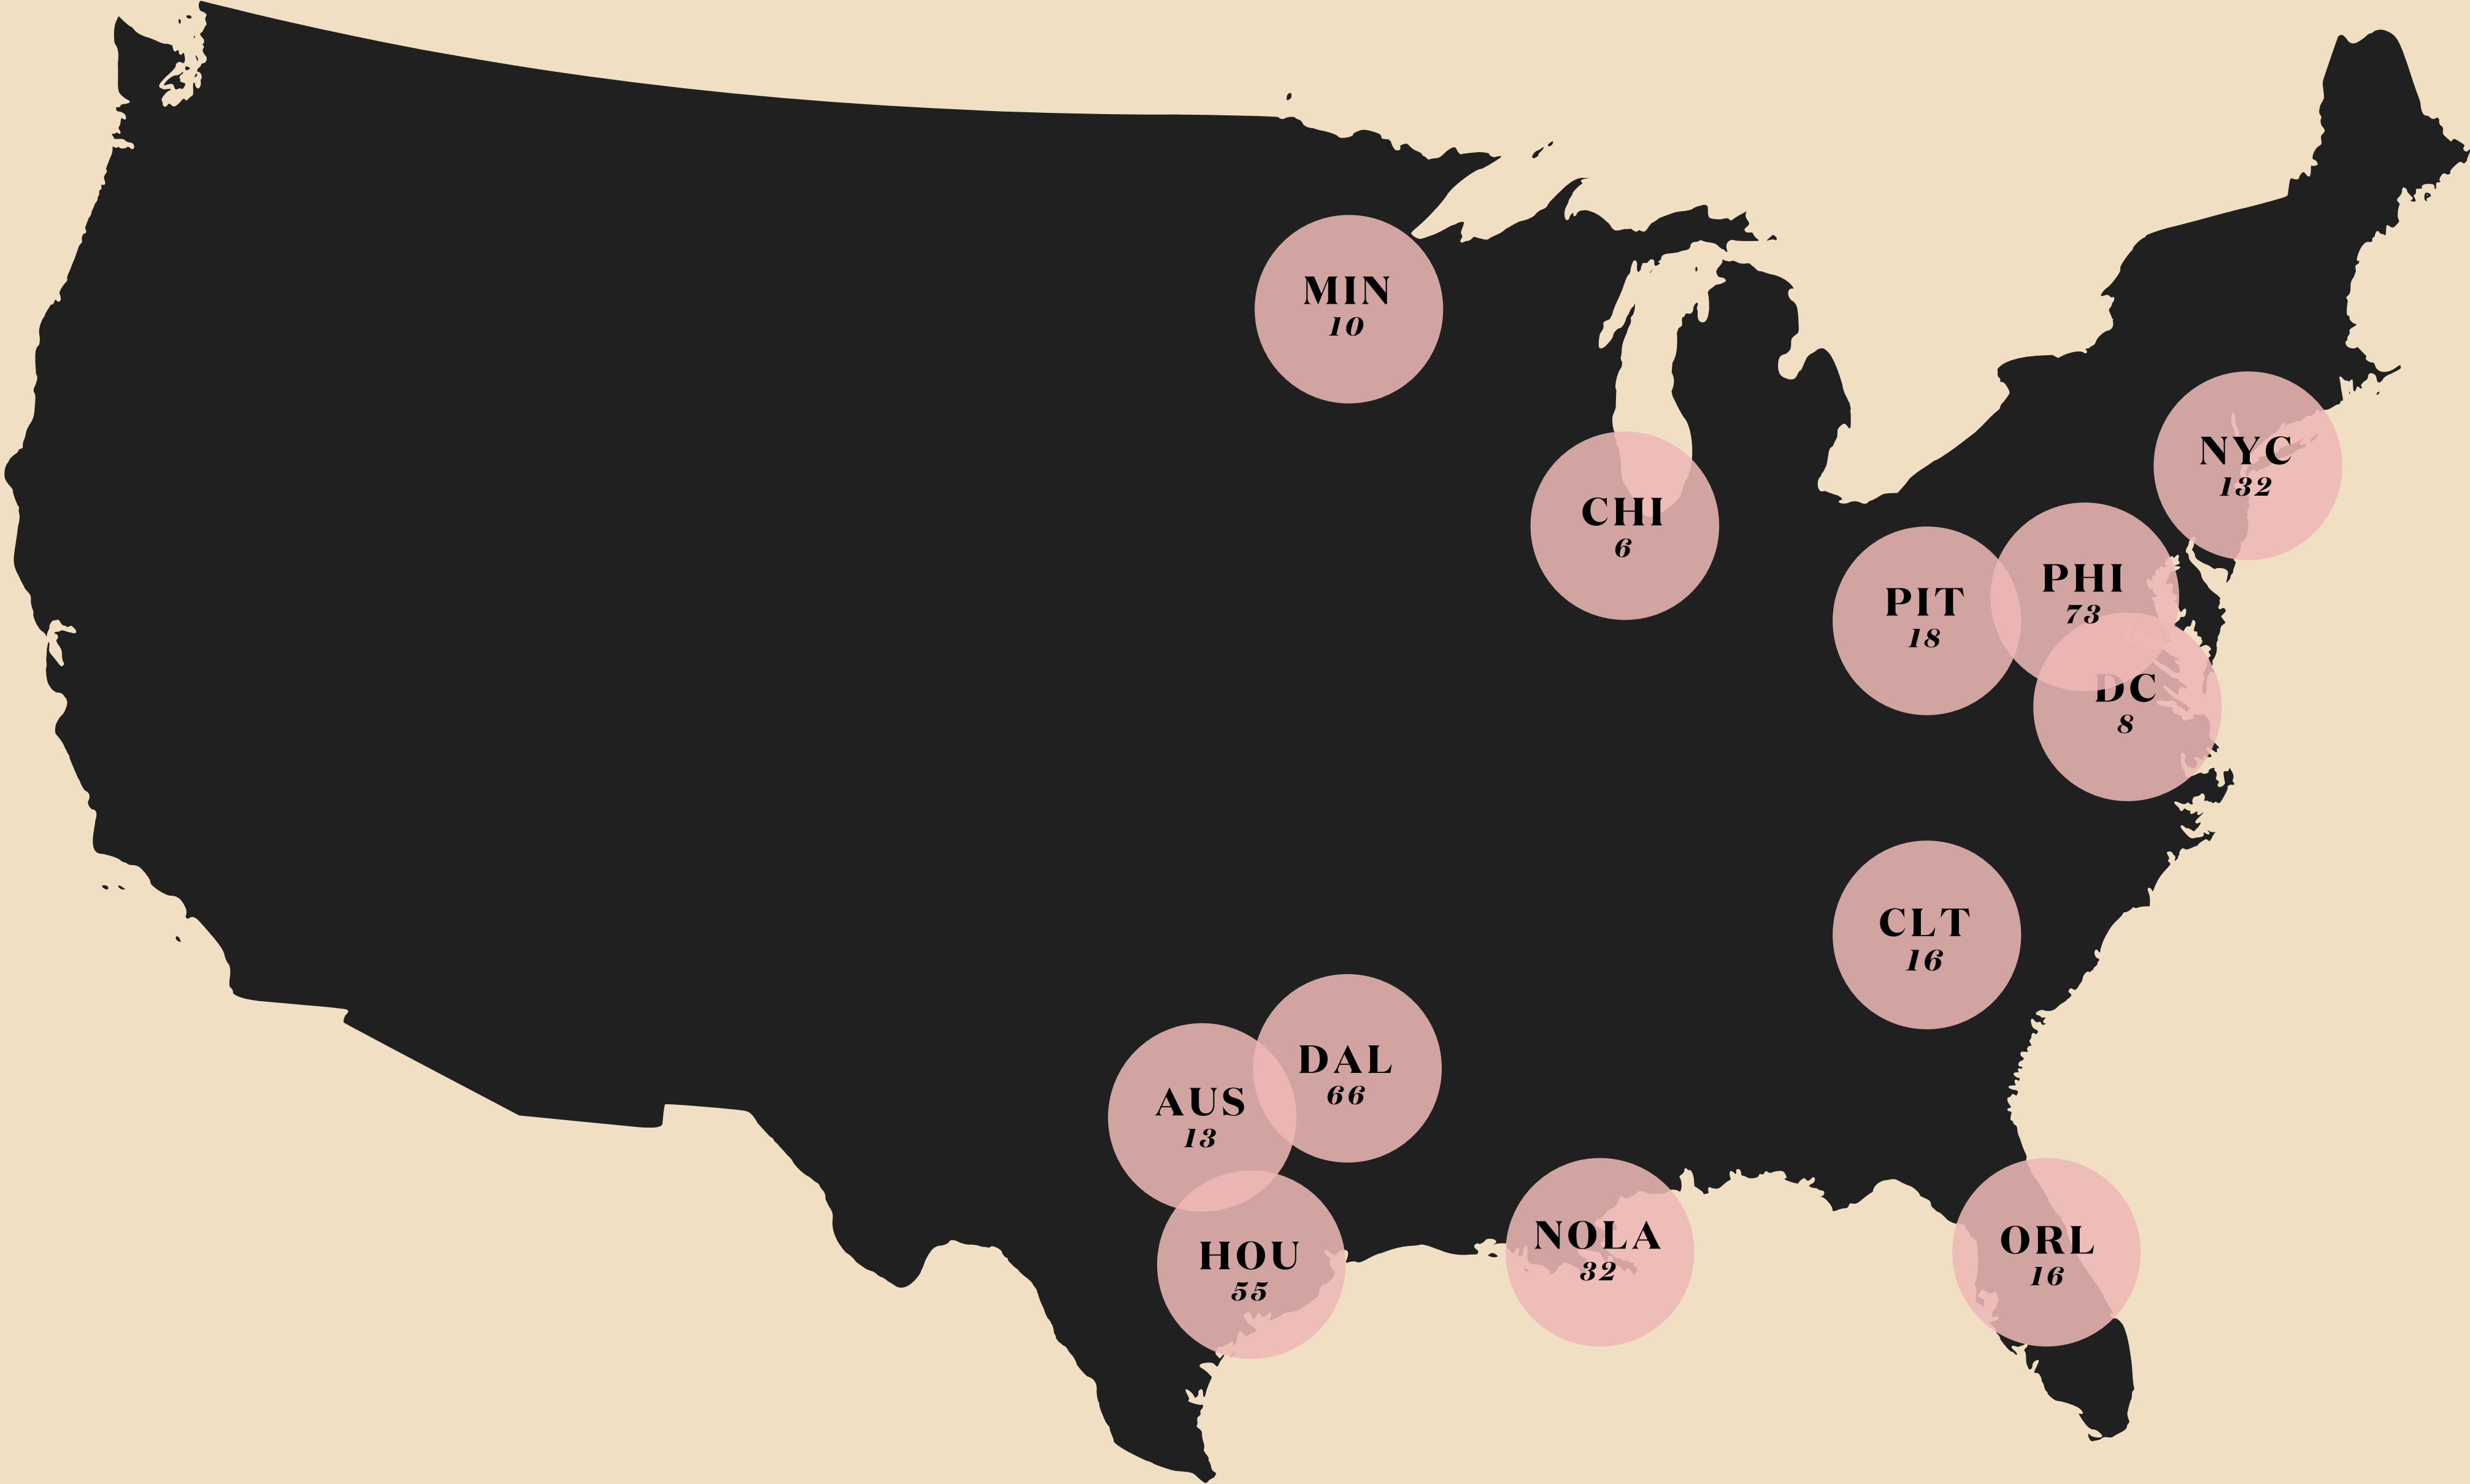 MIN
10
NYC
132
CHI
6
PHI
73
PIT
18
DC
8
CLT
16
DAL
66
AUS
13
NOLA
32
ORL
16
HOU
55